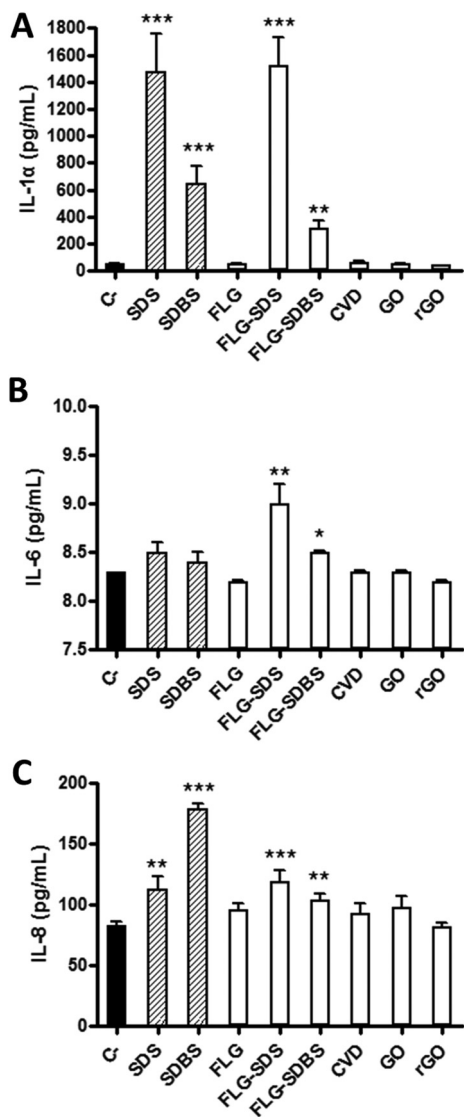 A
IL-1α (pg/mL)
1800
1600
1400
1200
1000
800
600
400
200
0
***
***
***
**
C-
SDS
SDBS
FLG
FLG-SDS
FLG-SDBS
CVD
GO
rGO
B
IL-6 (pg/mL)
10.0
9.5
9.0
8.5
8.0
7.5
**
*
C-
SDS
SDBS
FLG
FLG-SDS
FLG-SDBS
CVD
GO
rGO
C
IL-8 (pg/mL)
200
150
100
50
0
**
***
***
**
C-
SDS
SDBS
FLG
FLG-SDS
FLG-SDBS
CVD
GO
rGO